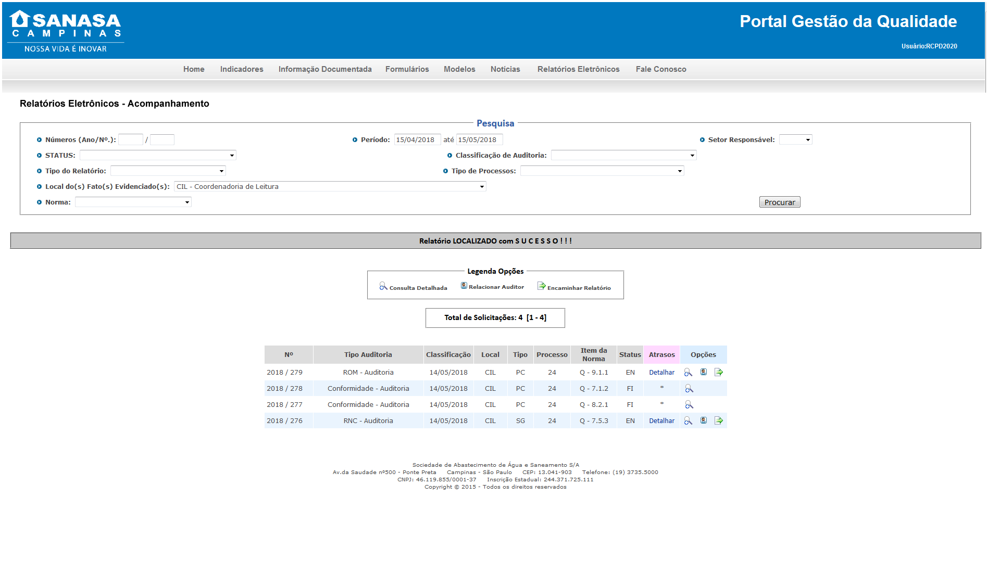 SANASA
CAMPINAS
NOSSA VIDA É INOVAR
Portal Gestão da Qualidade
Usuário:RCPD2020
Home Indicadores Informação Documentada Formulários Modelos Notícias Relatórios Eletrônicos Fale Conosco
Relatórios Eletrônicos - Acompanhamento
Pesquisa
Números (Ano/Nº.): / Período: 15/04/2018 até 15/05/2018 Setor Responsável:
STATUS: Classificação de Auditoria:
Tipo do Relatório: Tipo de Processos:
Local do(s) Fato(s) Evidenciado(s): CIL - Coordenadoria de Leitura
Norma: Procurar
Relatório LOCALIZADO com S U C E S S O ! ! !
Legenda Opções
Consulta Detalhada Relacionar Auditor Encaminhar Relatório
Total de Solicitações: 4 [1 - 4]
Nº Tipo Auditoria Classificação Local Tipo Processo Item da Norma Status Atrasos Opções
2018 / 279 ROM - Auditoria 14/05/2018 CIL PC 24 Q - 9.1.1 EN Detalhar
2018 / 278 Conformidade - Auditoria 14/05/2018 CIL PC 24 Q - 7.1.2 FI *
2018 / 277 Conformidade - Auditoria 14/05/2018 CIL PC 24 Q - 8.2.1 FI *
2018 / 276 RNC - Auditoria 14/05/2018 CIL SG 24 Q - 7.5.3 EN Detalhar
Sociedade de Abastecimento de Água e Saneamento S/A
Av.da Saudade nº500 - Ponte Preta Campinas - São Paulo CEP: 13.041-903 Telefone: (19) 3735.5000
CNPJ: 46.119.855/0001-37 Inscrição Estadual: 244.371.725.111
Copyright © 2015 - Todos os direitos reservados